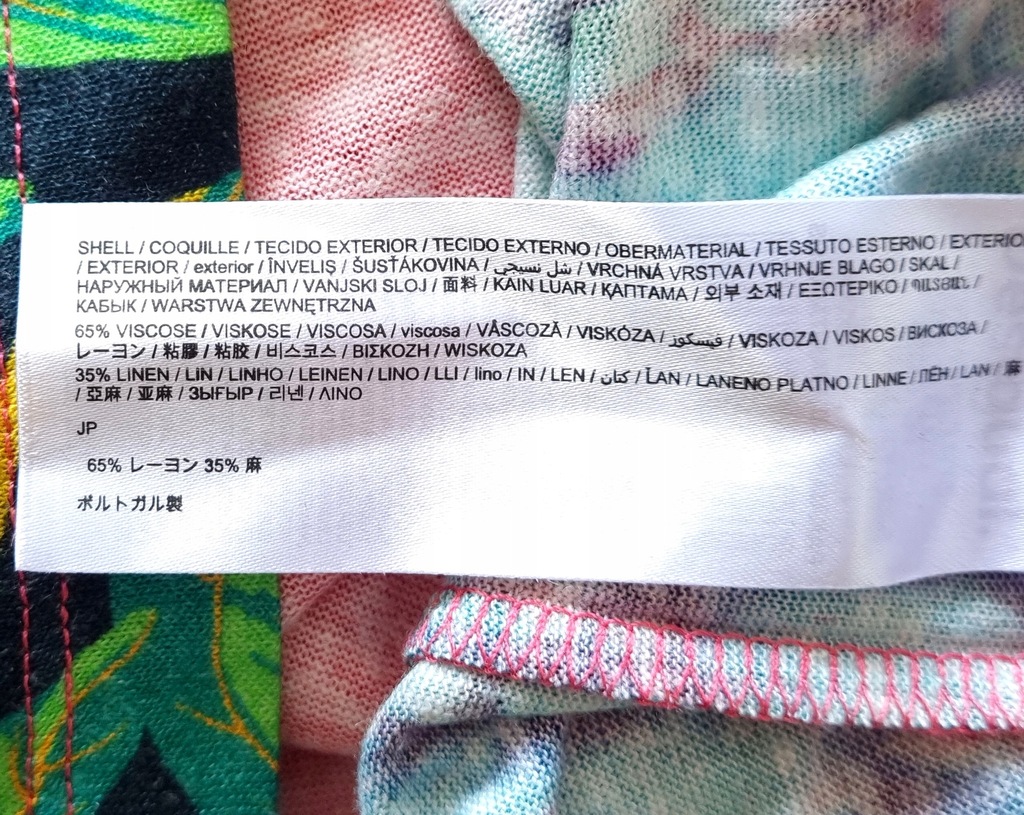 SHELL / COQUILLE / TECIDO EXTERIOR / TECIDO EXTERNO / OBERMATERIAL / TESSUTO ESTERNO / EXTERIO
/ EXTERIOR / exterior / ÎNVELIŞ / ŠUSŤÁKOVINA / شل نسيجي / VRCHNÁ VRSTVA / VRHNJE BLAGO / SKAL /
НАРУЖНЫЙ МАТЕРИАЛ / VANJSKI SLOJ / 面料 / KAIN LUAR / ҚАПТАМА / 외부 소재 / ΕΞΩΤΕΡΙΚΟ /
КАБЫК / WARSTWA ZEWNĘTRZNA
65% VISCOSE / VISKOSE / VISCOSA / viscosa / VÂSCOZĂ / VISKÓZA / فيسكوز / VISKOZA / VISKOS / ВИСКОЗА /
レーヨン / 粘膠 / 粘胶 / 비스코스 / ΒΙΣΚΟΖΗ / WISKOZA
35% LINEN / LIN / LINHO / LEINEN / LINO / LLI / lino / IN / LEN / كتان / ĽAN / LANENO PLATNO / LINNE / ЛЁН / LAN / 麻
/ 亞麻 / 亚麻 / ЗЫҒЫР / 리넨 / ΛΙΝΟ
JP
65% レーヨン 35% 麻
ポルトガル製